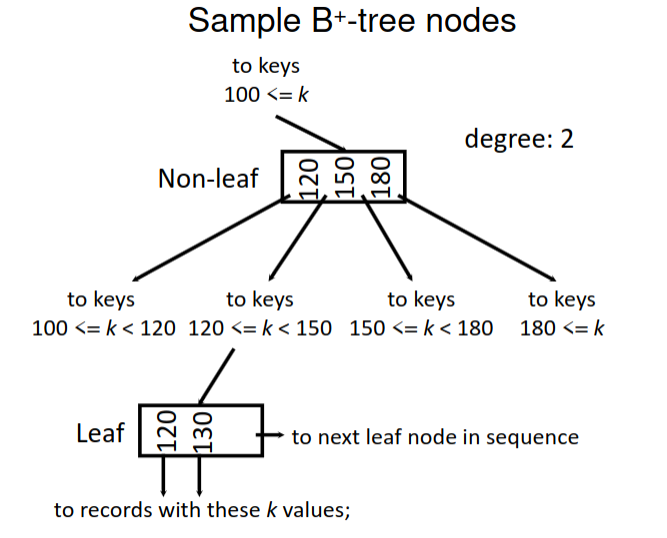 Sample B+-tree nodes
to keys
100 <= k
degree: 2
Non-leaf
120 150 180
to keys to keys to keys to keys
100 <= k < 120 120 <= k < 150 150 <= k < 180 180 <= k
Leaf
120 130
to next leaf node in sequence
to records with these k values;